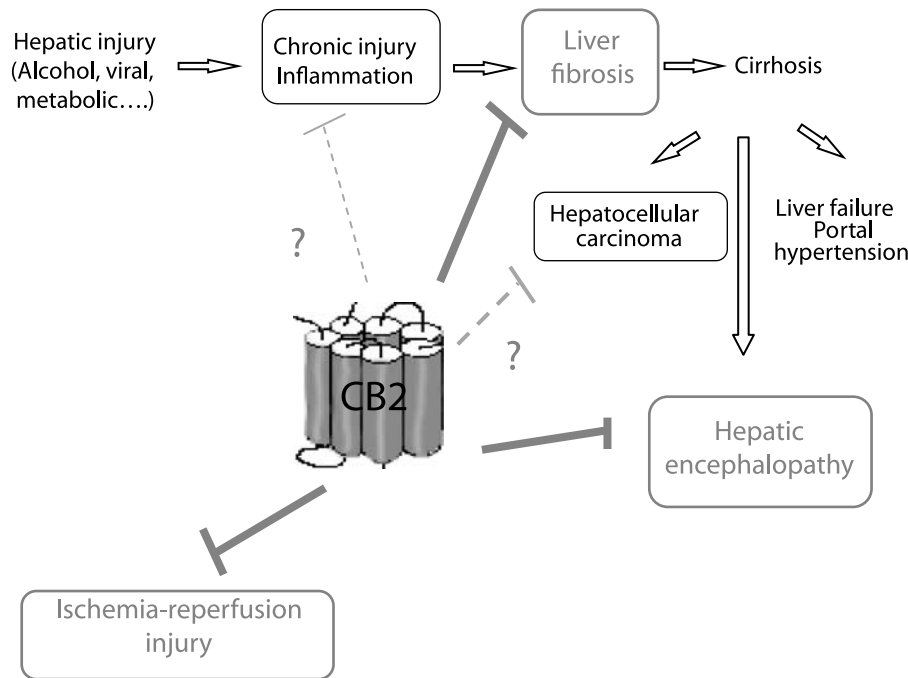 Hepatic injury
(Alcohol, viral,
metabolic….)
Chronic injury
Inflammation
Liver
fibrosis
Cirrhosis
Hepatocellular
carcinoma
Liver failure
Portal
hypertension
?
?
CB2
Hepatic
encephalopathy
Ischemia-reperfusion
injury